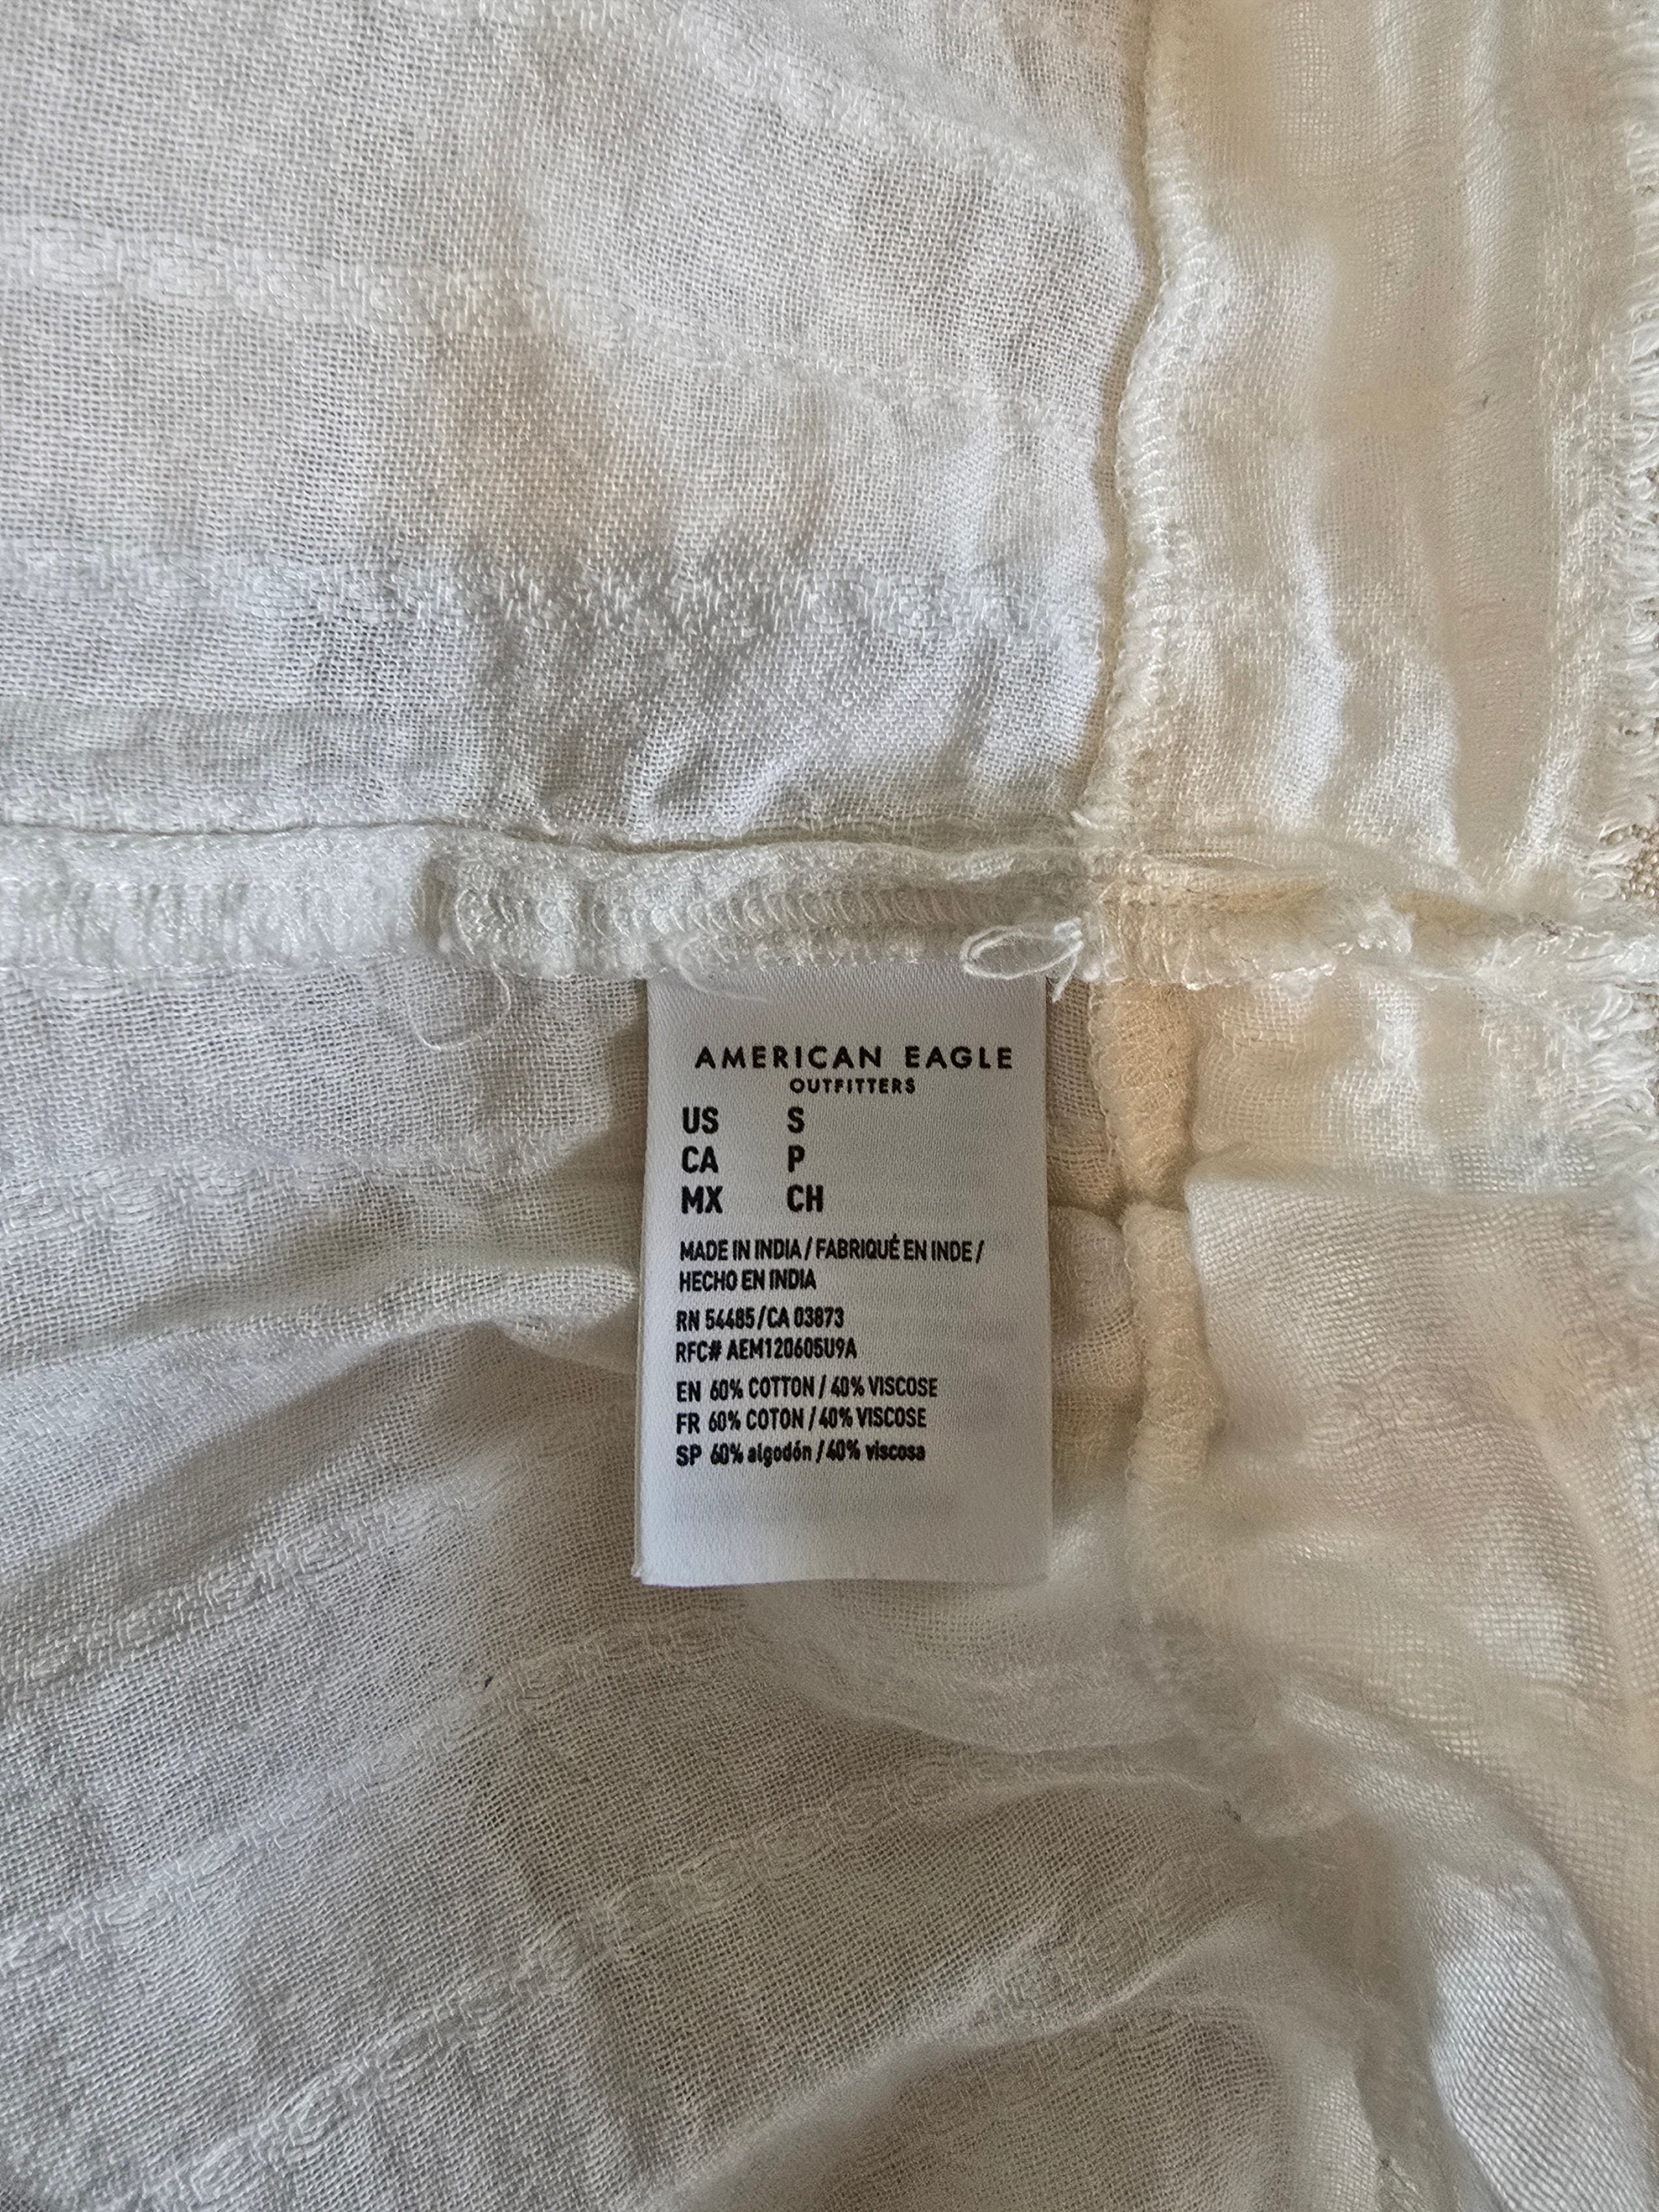 AMERICAN EAGLE
OUTFITTERS
US S
CA P
MX CH
MADE IN INDIA / FABRIQUÉ EN INDE /
HECHO EN INDIA
RN 54485 / CA 03873
RFC# AEM120605U9A
EN 60% COTTON / 40% VISCOSE
FR 60% COTON / 40% VISCOSE
SP 60% algodón / 40% viscosa